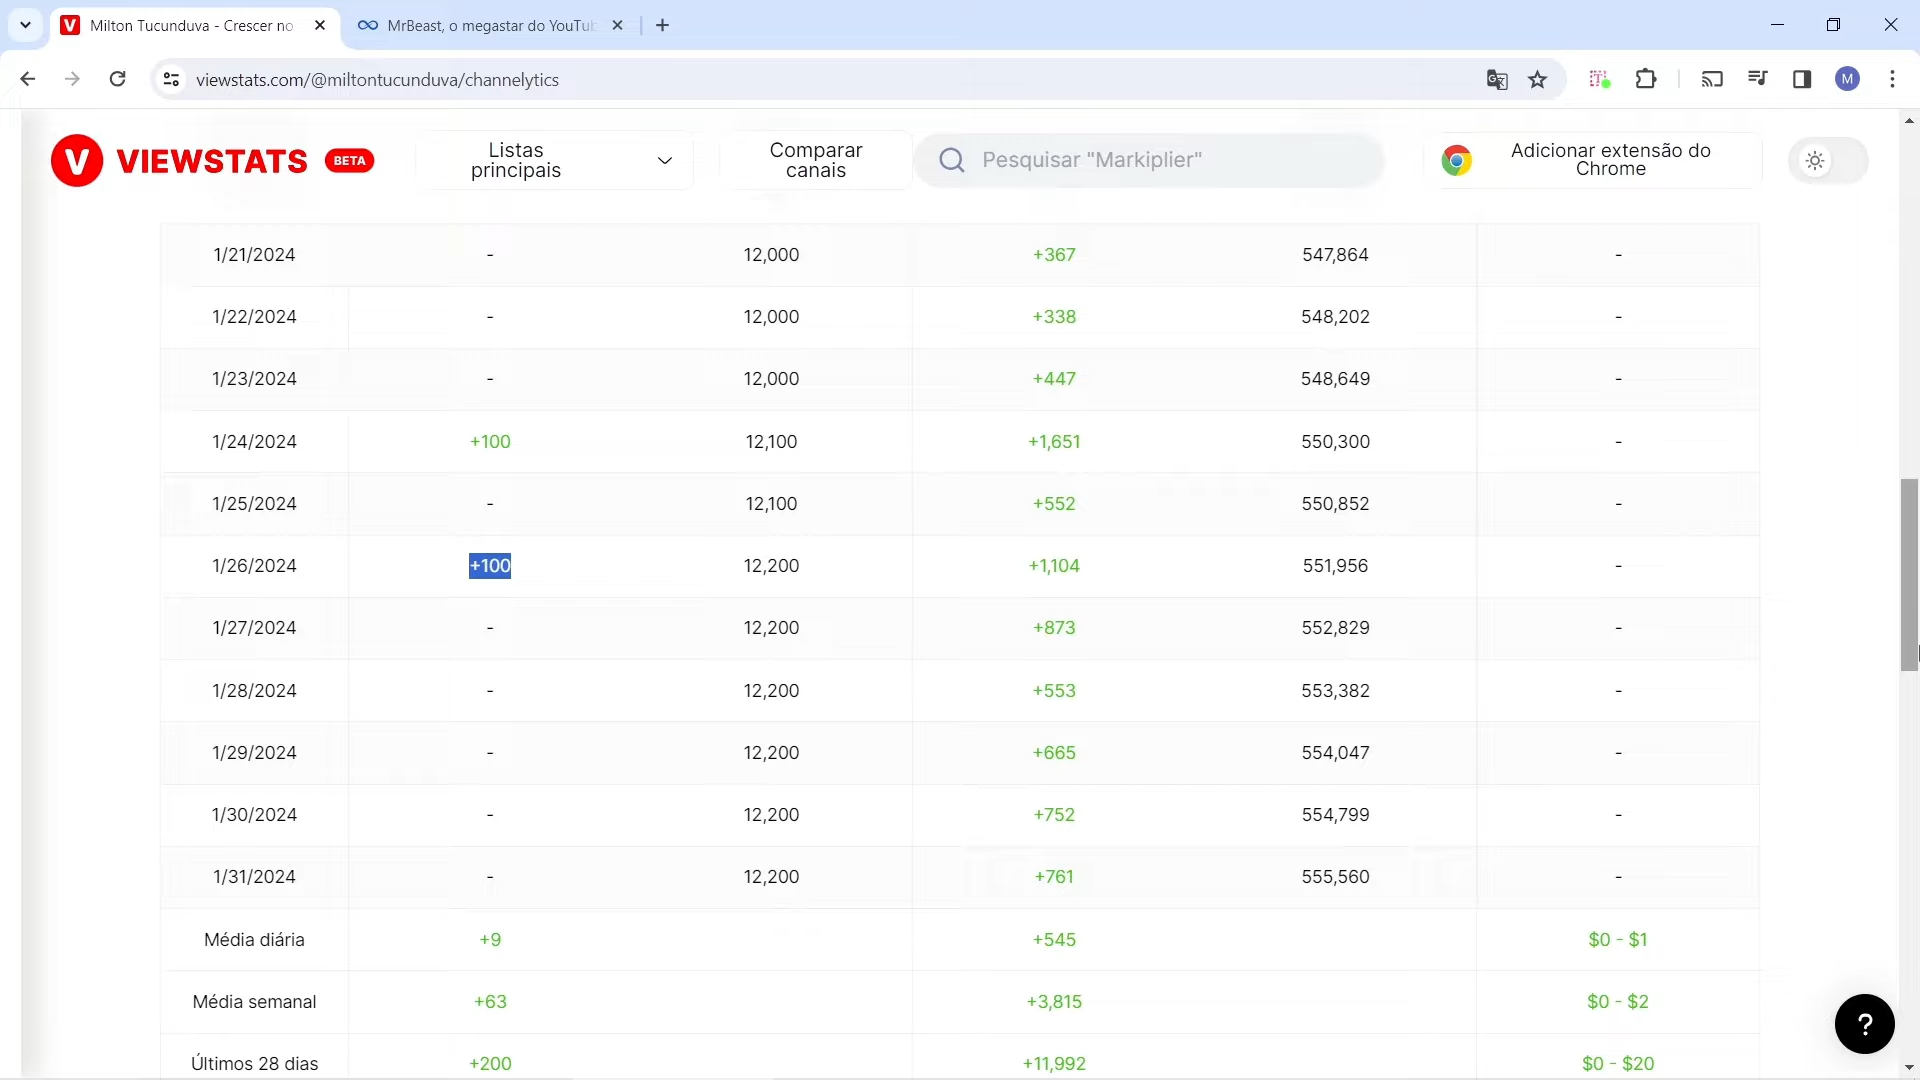 Milton Tucunduva - Crescer no
MrBeast, o megastar do YouTu
viewstats.com/@miltontucunduva/channelytics
M
V VIEWSTATS BETA
Listas principais
Comparar canais
Pesquisar "Markiplier"
Adicionar extensão do Chrome
1/21/2024 - 12,000 +367 547,864 -
1/22/2024 - 12,000 +338 548,202 -
1/23/2024 - 12,000 +447 548,649 -
1/24/2024 +100 12,100 +1,651 550,300 -
1/25/2024 - 12,100 +552 550,852 -
1/26/2024 +100 12,200 +1,104 551,956 -
1/27/2024 - 12,200 +873 552,829 -
1/28/2024 - 12,200 +553 553,382 -
1/29/2024 - 12,200 +665 554,047 -
1/30/2024 - 12,200 +752 554,799 -
1/31/2024 - 12,200 +761 555,560 -
Média diária +9 +545 $0 - $1
Média semanal +63 +3,815 $0 - $2
Últimos 28 dias +200 +11,992 $0 - $20
?